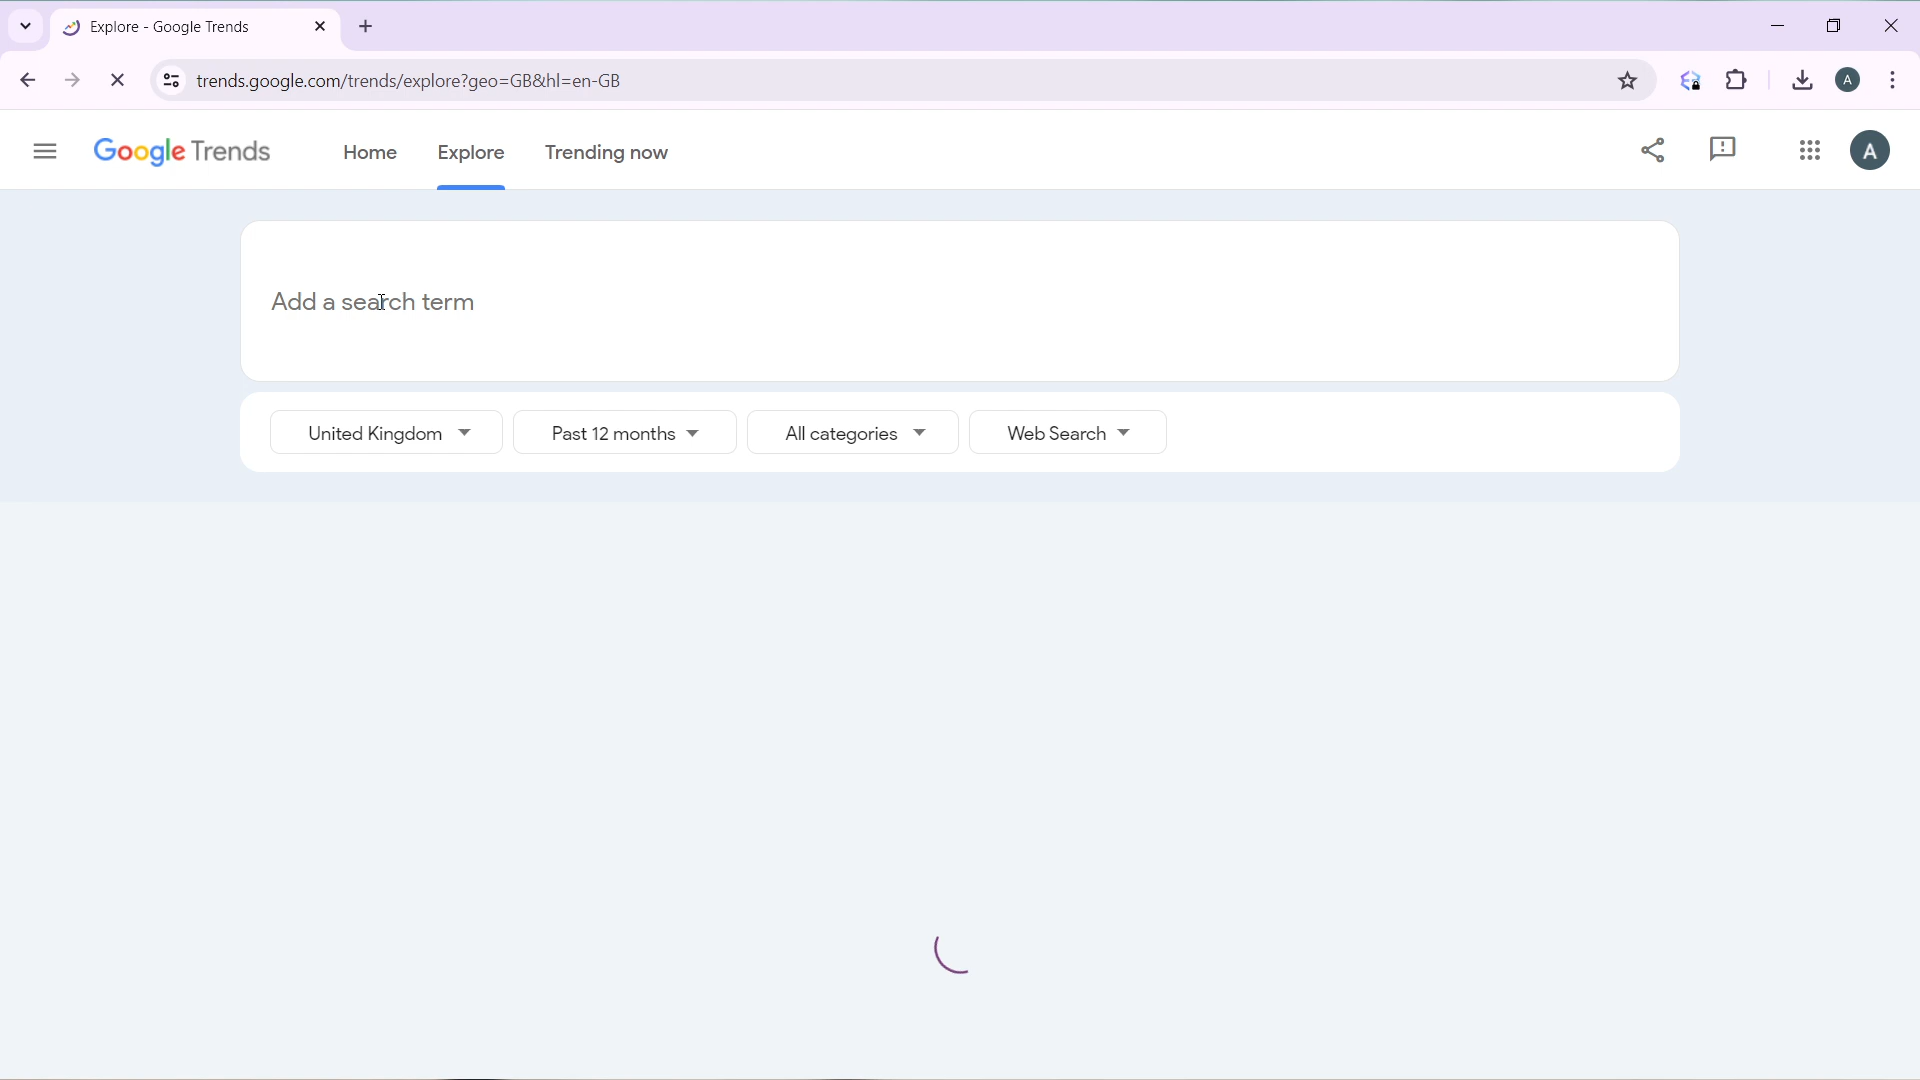 Explore - Google Trends
trends.google.com/trends/explore?geo=GB&hl=en-GB
A
Google Trends
Home
Explore
Trending now
A
Add a search term
United Kingdom
Past 12 months
All categories
Web Search